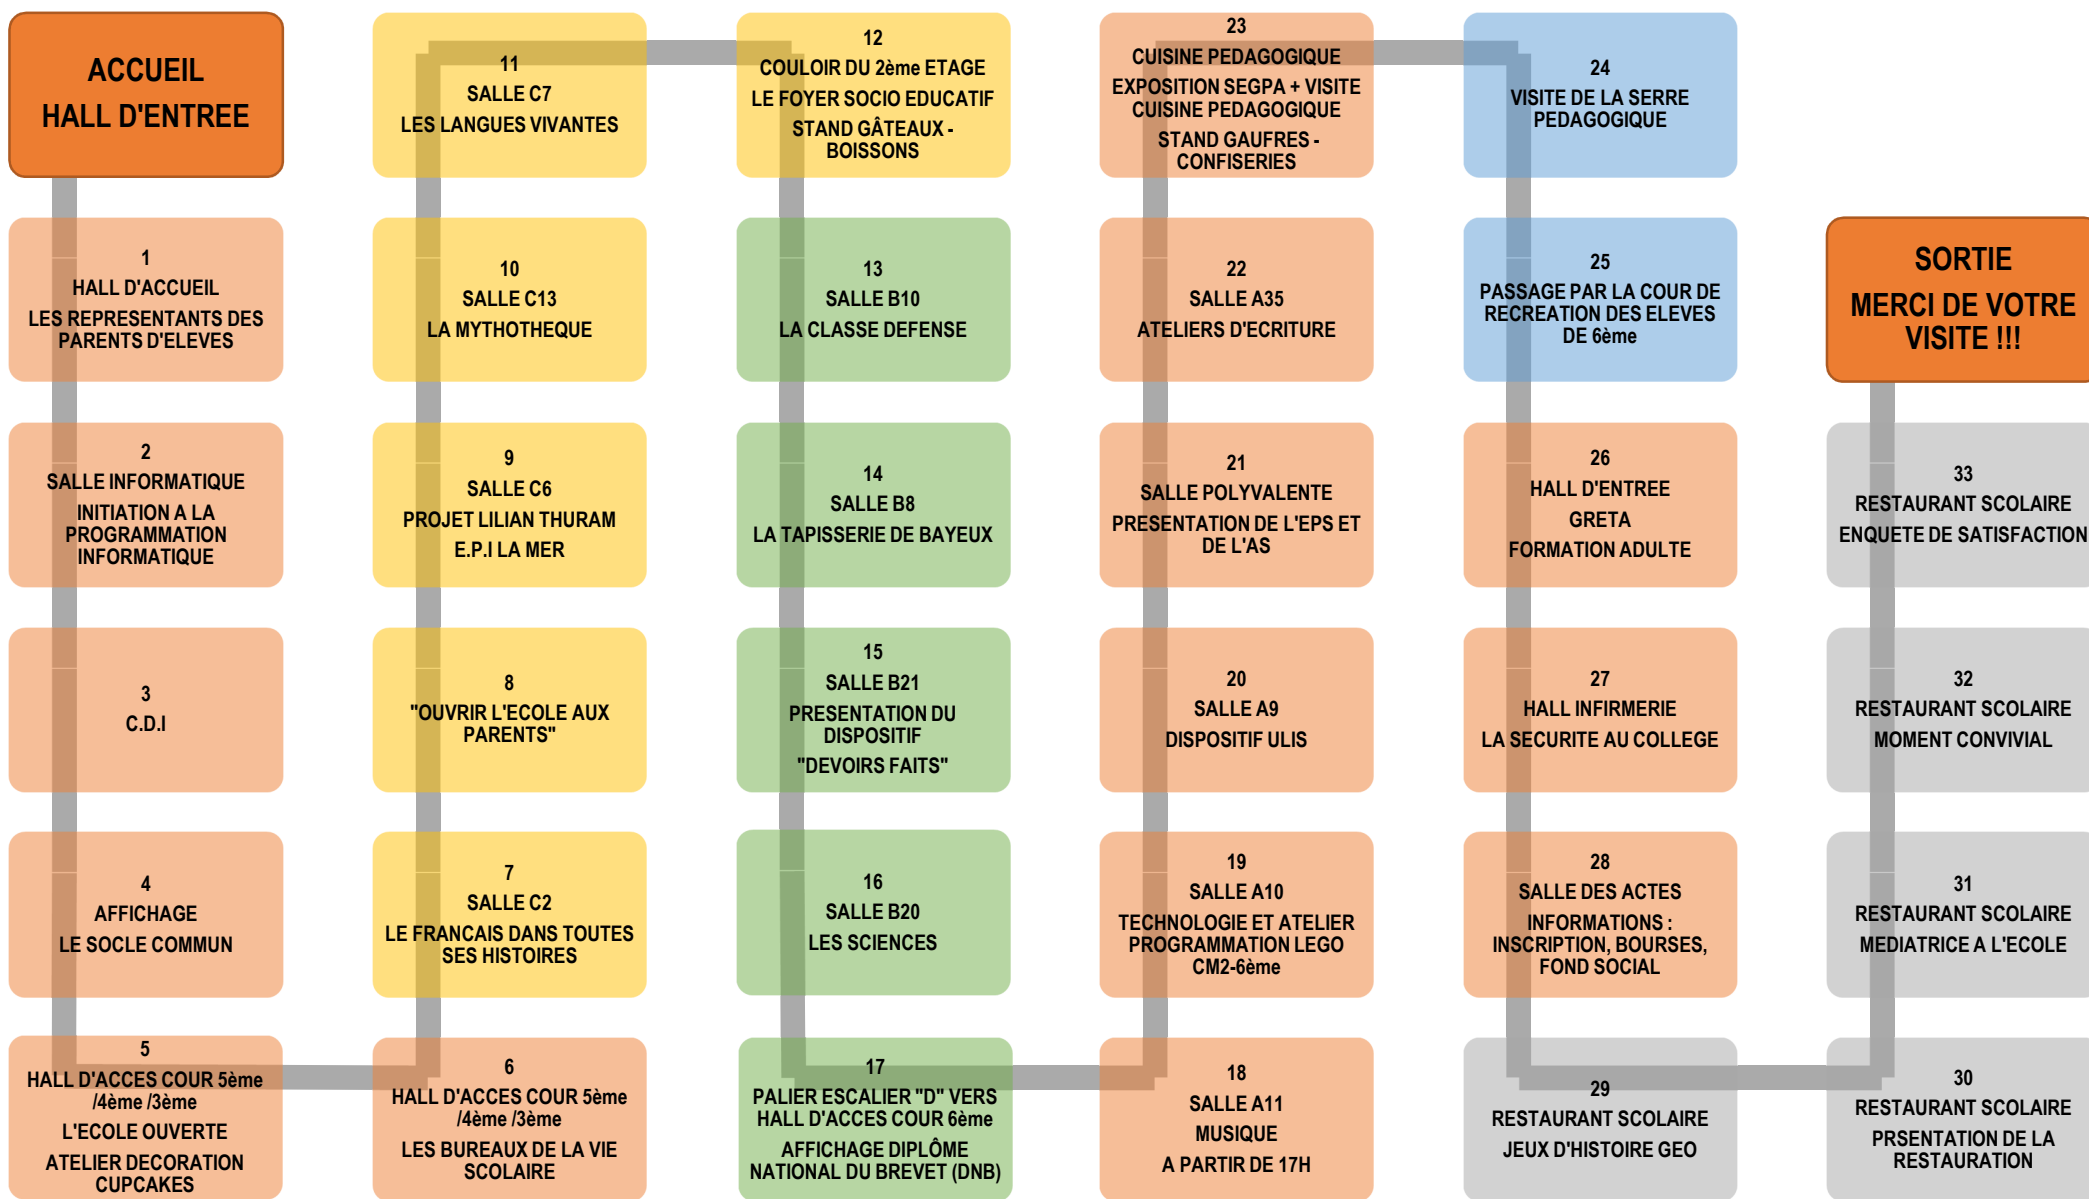 ACCUEIL
HALL D'ENTREE
1
HALL D'ACCUEIL
LES REPRESENTANTS DES
PARENTS D'ELEVES
2
SALLE INFORMATIQUE
INITIATION A LA
PROGRAMMATION
INFORMATIQUE
3
C.D.I
4
AFFICHAGE
LE SOCLE COMMUN
5
HALL D'ACCES COUR 5ème
/4ème /3ème
L'ECOLE OUVERTE
ATELIER DECORATION
CUPCAKES
6
HALL D'ACCES COUR 5ème
/4ème /3ème
LES BUREAUX DE LA VIE
SCOLAIRE
7
SALLE C2
LE FRANCAIS DANS TOUTES
SES HISTOIRES
8
"OUVRIR L'ECOLE AUX
PARENTS"
9
SALLE C6
PROJET LILIAN THURAM
E.P.I LA MER
10
SALLE C13
LA MYTHOTHEQUE
11
SALLE C7
LES LANGUES VIVANTES
12
COULOIR DU 2ème ETAGE
LE FOYER SOCIO EDUCATIF
STAND GÂTEAUX -
BOISSONS
13
SALLE B10
LA CLASSE DEFENSE
14
SALLE B8
LA TAPISSERIE DE BAYEUX
15
SALLE B21
PRESENTATION DU
DISPOSITIF
"DEVOIRS FAITS"
16
SALLE B20
LES SCIENCES
17
PALIER ESCALIER "D" VERS
HALL D'ACCES COUR 6ème
AFFICHAGE DIPLÔME
NATIONAL DU BREVET (DNB)
18
SALLE A11
MUSIQUE
A PARTIR DE 17H
19
SALLE A10
TECHNOLOGIE ET ATELIER
PROGRAMMATION LEGO
CM2-6ème
20
SALLE A9
DISPOSITIF ULIS
21
SALLE POLYVALENTE
PRESENTATION DE L'EPS ET
DE L'AS
22
SALLE A35
ATELIERS D'ECRITURE
23
CUISINE PEDAGOGIQUE
EXPOSITION SEGPA + VISITE
CUISINE PEDAGOGIQUE
STAND GAUFRES -
CONFISERIES
24
VISITE DE LA SERRE
PEDAGOGIQUE
25
PASSAGE PAR LA COUR DE
RECREATION DES ELEVES
DE 6ème
26
HALL D'ENTREE
GRETA
FORMATION ADULTE
27
HALL INFIRMERIE
LA SECURITE AU COLLEGE
28
SALLE DES ACTES
INFORMATIONS :
INSCRIPTION, BOURSES,
FOND SOCIAL
29
RESTAURANT SCOLAIRE
JEUX D'HISTOIRE GEO
30
RESTAURANT SCOLAIRE
PRSENTATION DE LA
RESTAURATION
31
RESTAURANT SCOLAIRE
MEDIATRICE A L'ECOLE
32
RESTAURANT SCOLAIRE
MOMENT CONVIVIAL
33
RESTAURANT SCOLAIRE
ENQUETE DE SATISFACTION
SORTIE
MERCI DE VOTRE
VISITE !!!